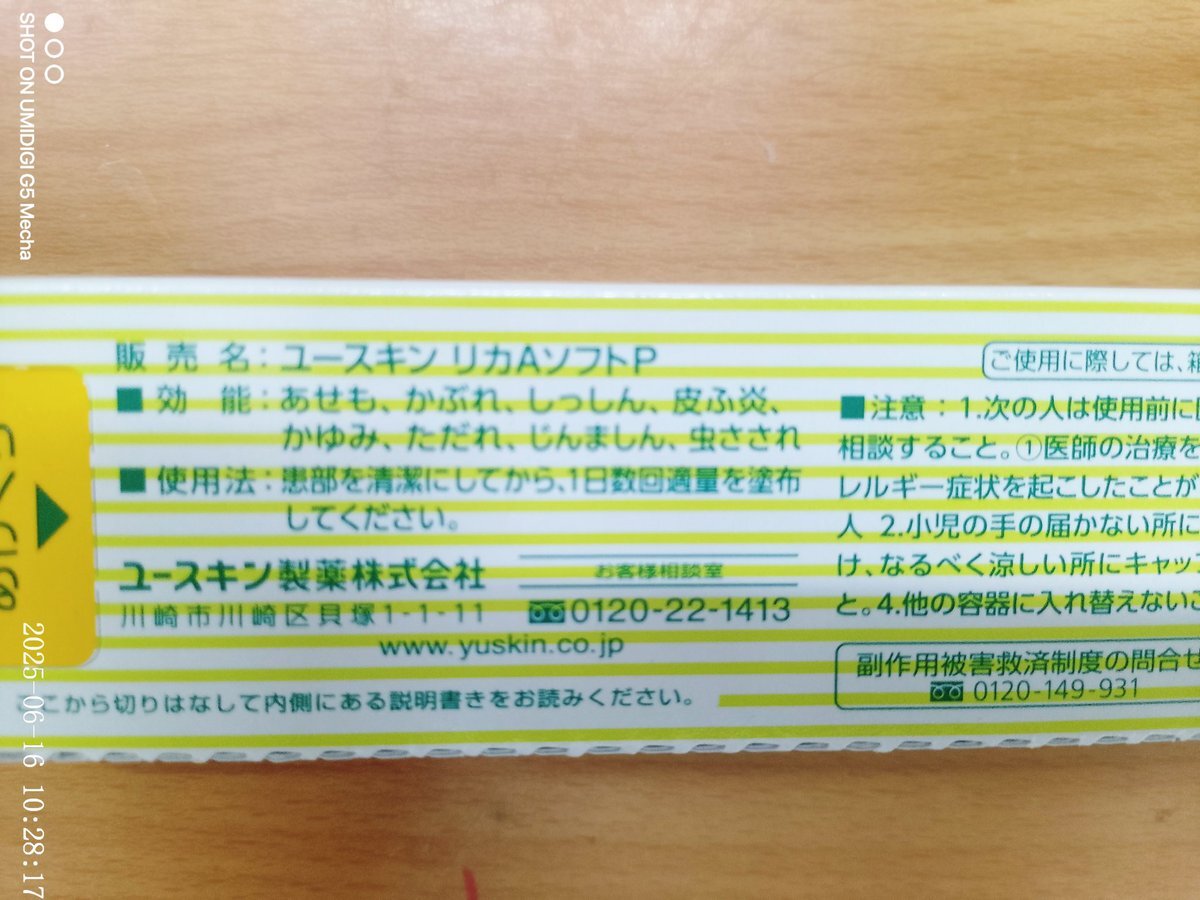 販売名：ユースキン リカAソフトP
■効能：あせも、かぶれ、しっしん、皮ふ炎、
かゆみ、ただれ、じんましん、虫さされ
■使用法：患部を清潔にしてから、1日数回適量を塗布
してください。
ユースキン製薬株式会社
川崎市川崎区貝塚1-1-11
お客様相談室
0120-22-1413
www.yuskin.co.jp
こから切りはなして内側にある説明書きをお読みください。
ご使用に際しては、箱
■注意：1.次の人は使用前に
相談すること。①医師の治療を
レルギー症状を起こしたことが
人 2.小児の手の届かない所に
け、なるべく涼しい所にキャッ
と。4.他の容器に入れ替えないこ
副作用被害救済制度の問合せ
0120-149-931
SHOT ON UMIDIGI G5 Mecha
2025-06-16 10:28:17